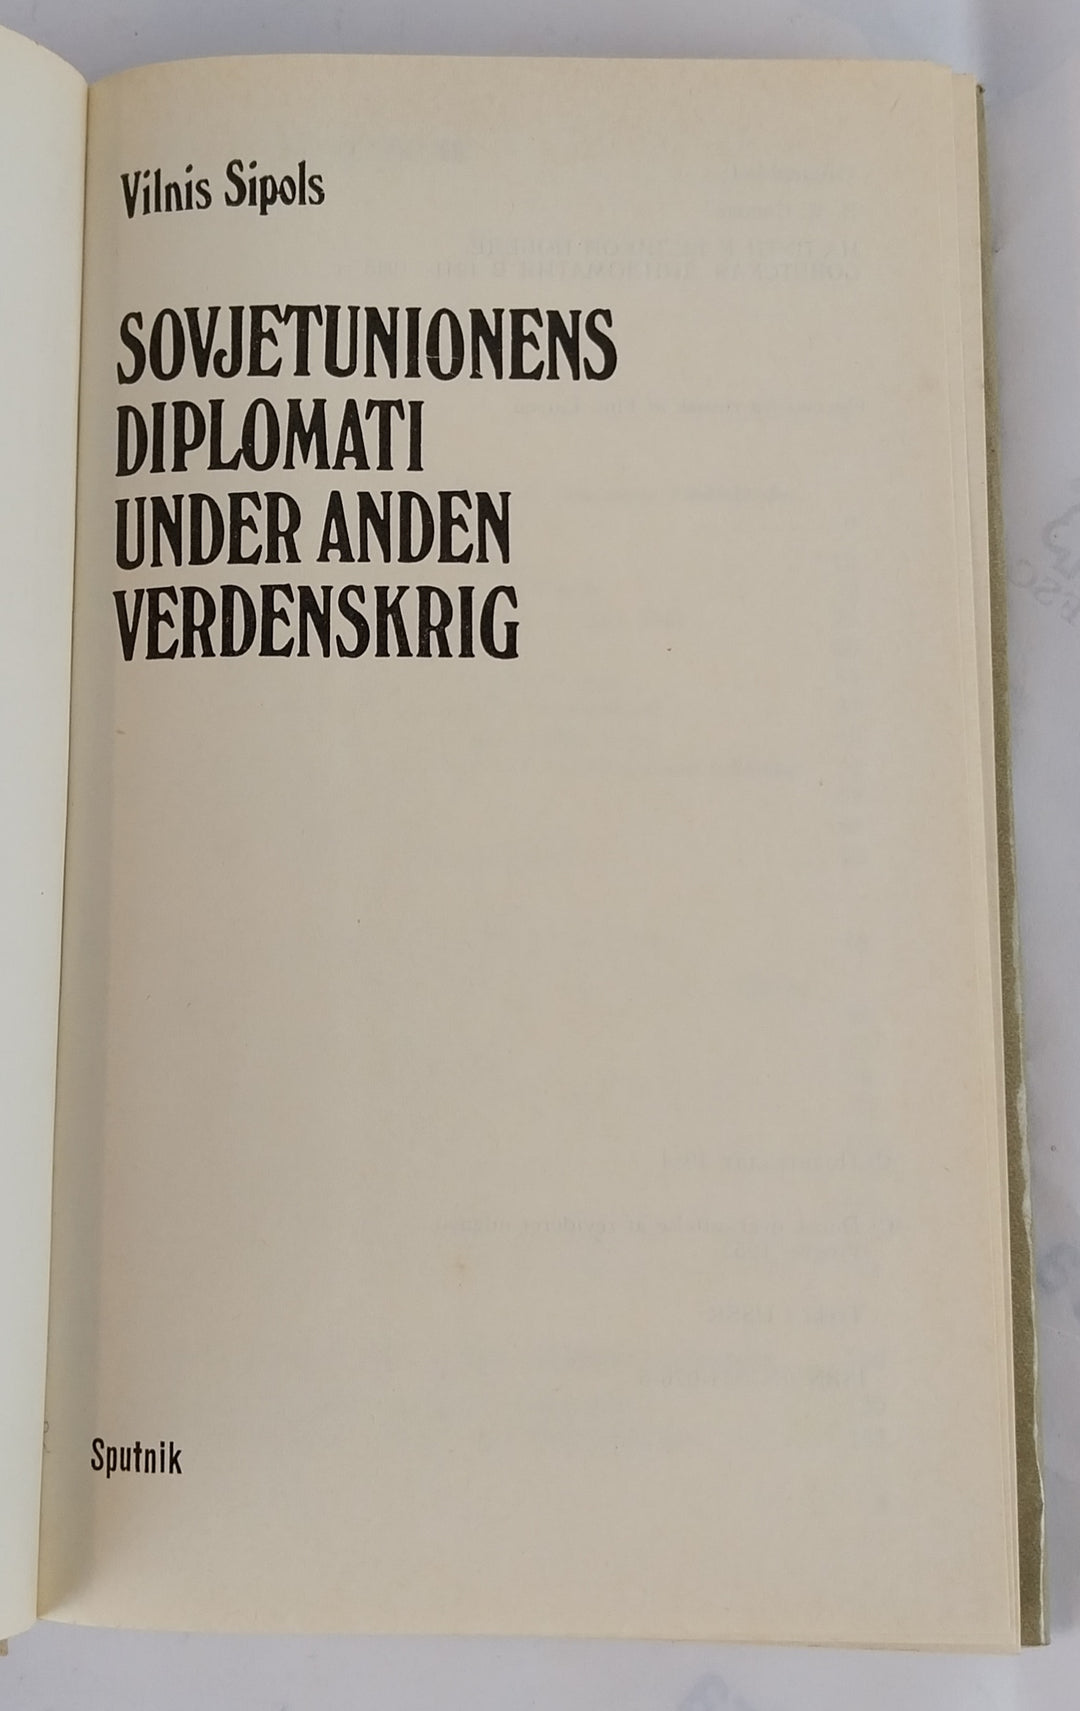 Vilnis Sipols
SOVJETUNIONENS
DIPLOMATI
UNDER ANDEN
VERDENSKRIG
Sputnik